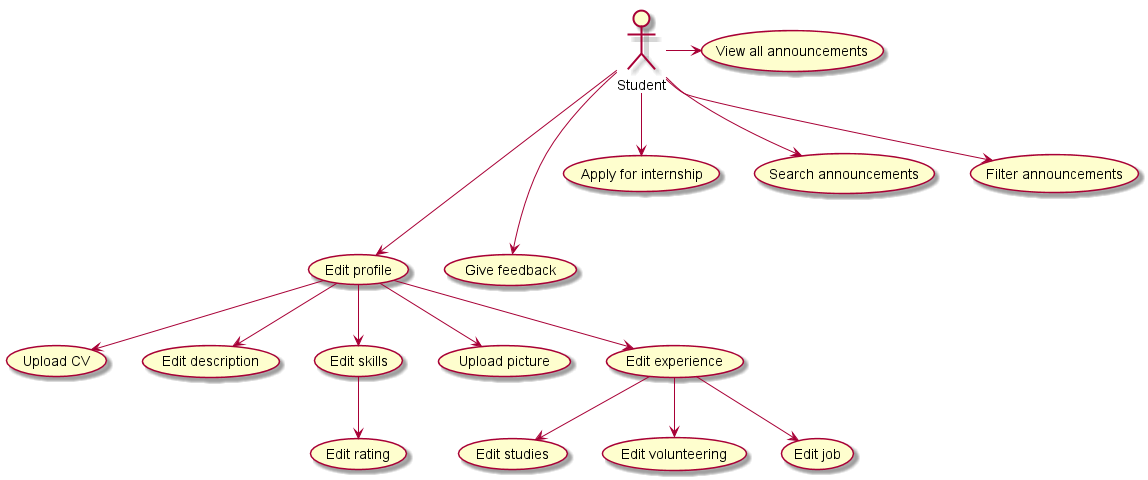 View all announcements
Student
Apply for internship
Search announcements
Filter announcements
Edit profile
Give feedback
Upload CV
Edit description
Edit skills
Upload picture
Edit experience
Edit rating
Edit studies
Edit volunteering
Edit job